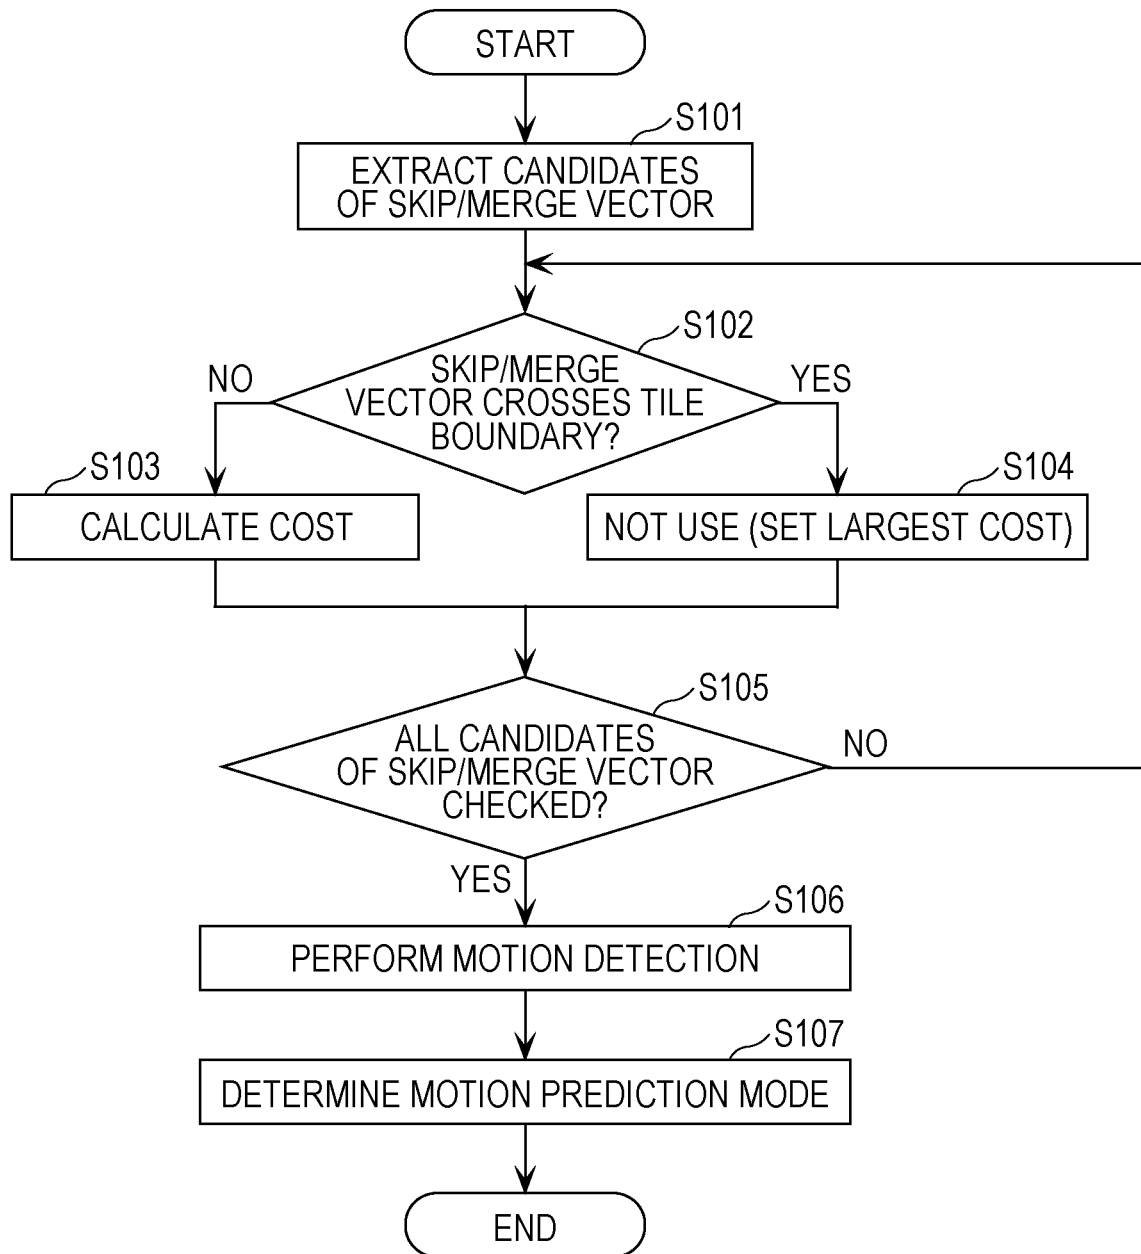 START
S101
EXTRACT CANDIDATES
OF SKIP/MERGE VECTOR
S102
SKIP/MERGE
VECTOR CROSSES TILE
BOUNDARY?
NO
YES
S103
CALCULATE COST
S104
NOT USE (SET LARGEST COST)
S105
ALL CANDIDATES
OF SKIP/MERGE VECTOR
CHECKED?
NO
YES
S106
PERFORM MOTION DETECTION
S107
DETERMINE MOTION PREDICTION MODE
END